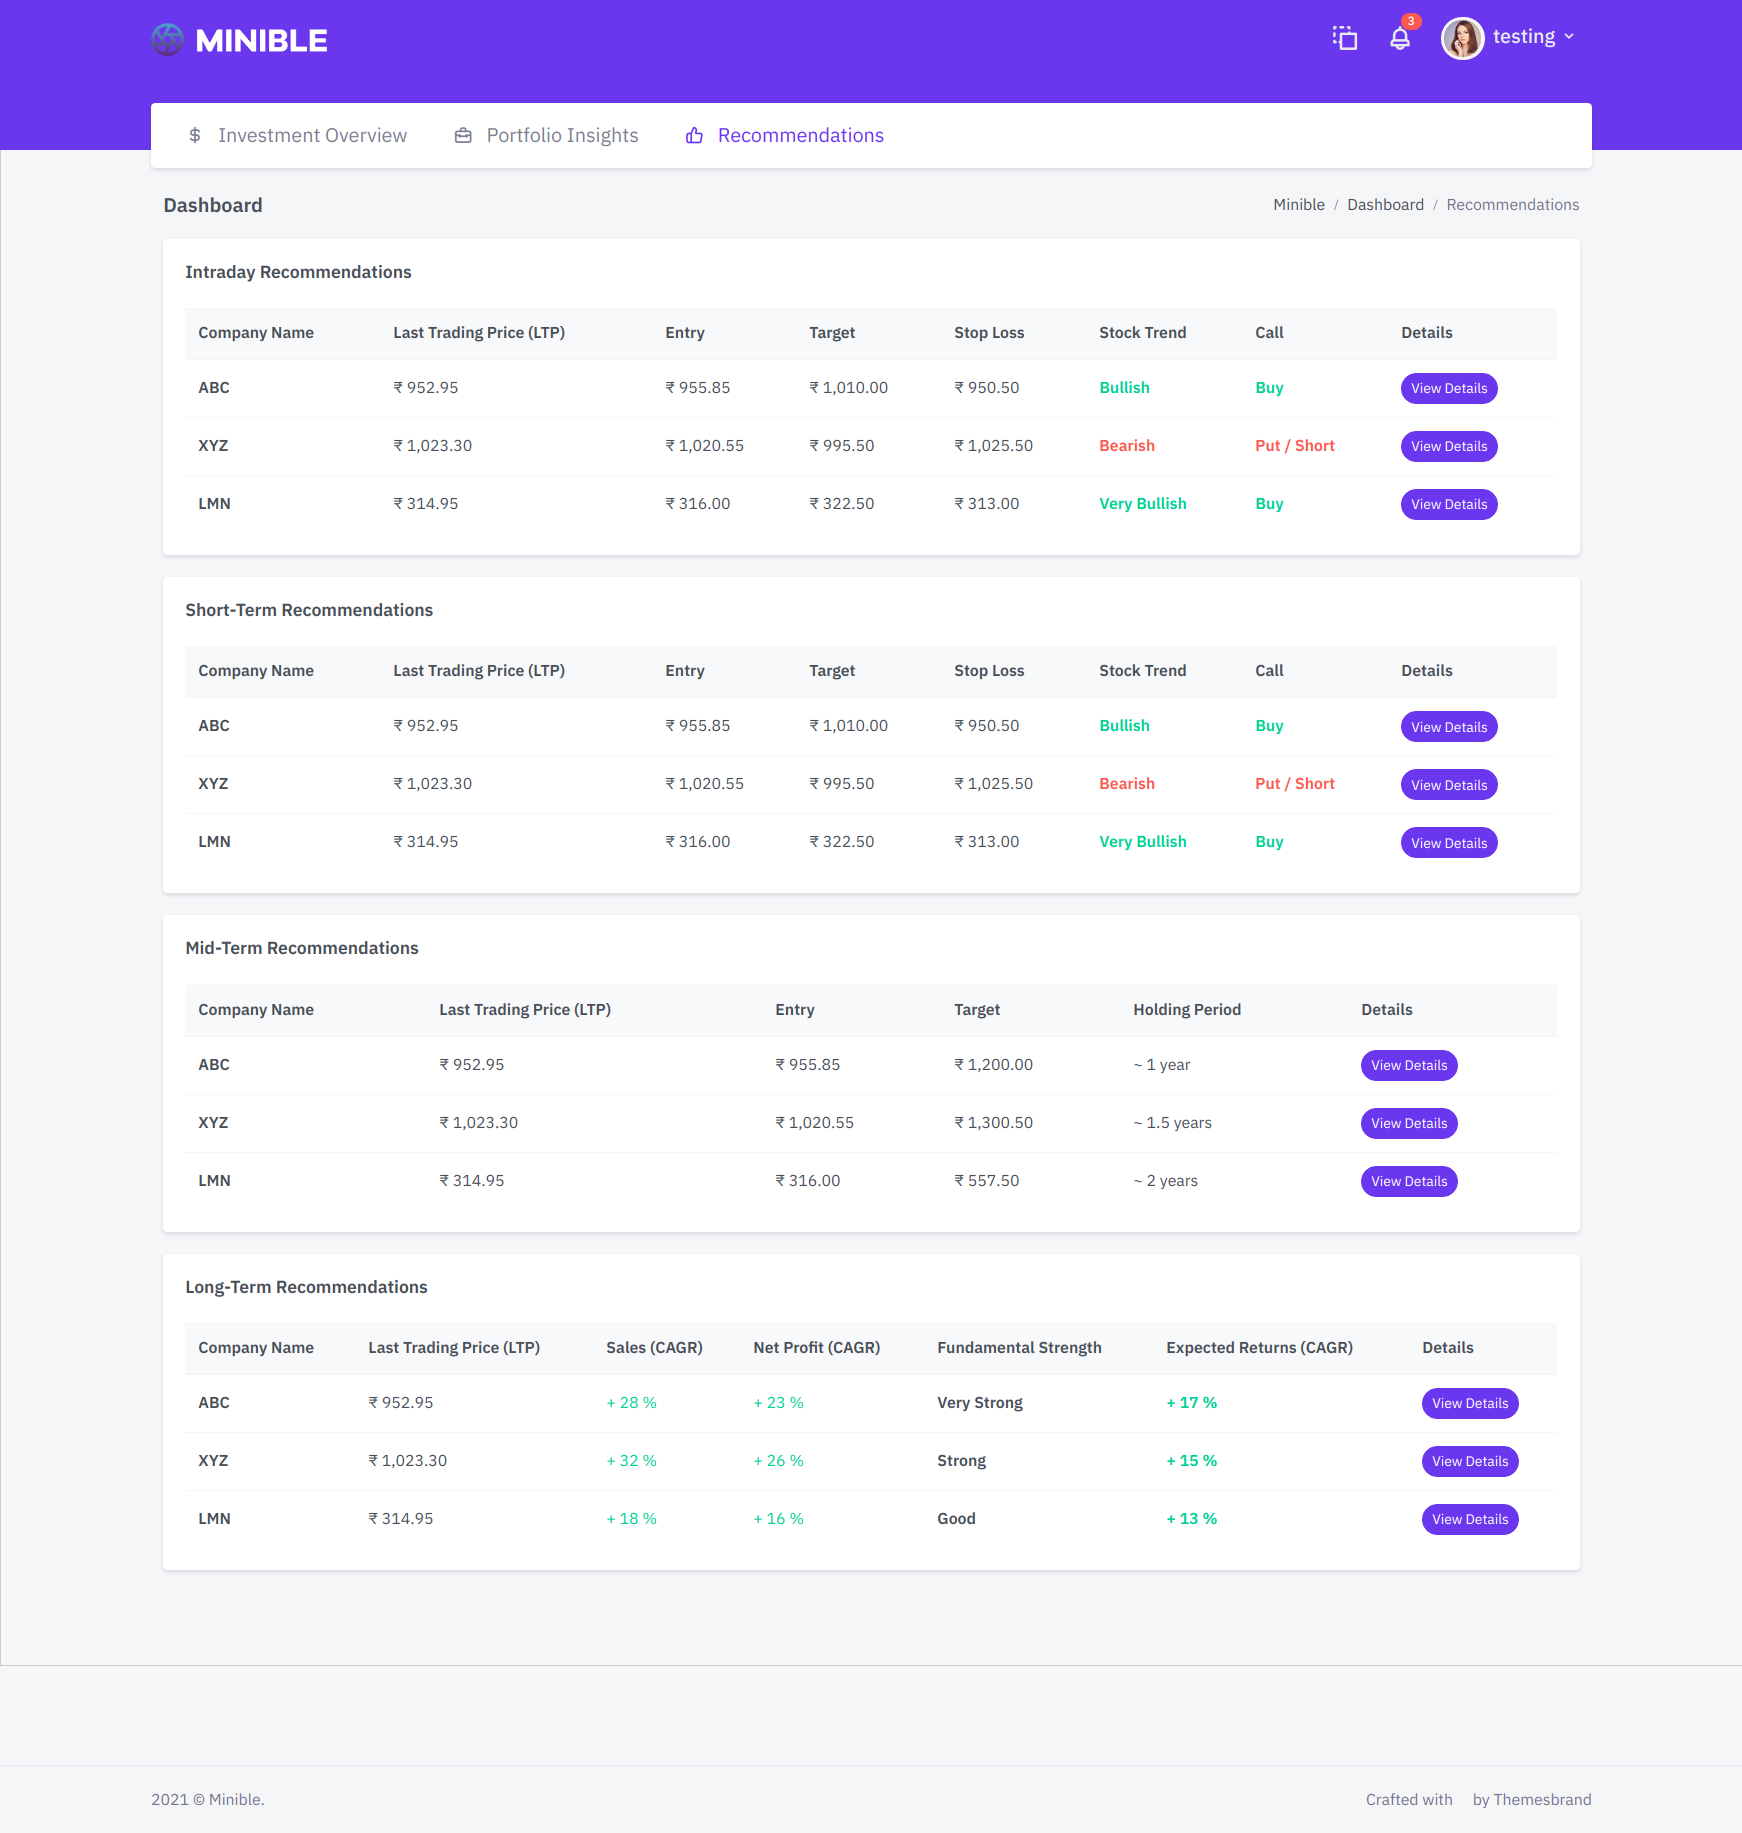 MINIBLE
3
testing
Investment Overview Portfolio Insights Recommendations
Dashboard
Minible / Dashboard / Recommendations
Intraday Recommendations
Company Name Last Trading Price (LTP) Entry Target Stop Loss Stock Trend Call Details
ABC ₹ 952.95 ₹ 955.85 ₹ 1,010.00 ₹ 950.50 Bullish Buy View Details
XYZ ₹ 1,023.30 ₹ 1,020.55 ₹ 995.50 ₹ 1,025.50 Bearish Put / Short View Details
LMN ₹ 314.95 ₹ 316.00 ₹ 322.50 ₹ 313.00 Very Bullish Buy View Details
Short-Term Recommendations
Company Name Last Trading Price (LTP) Entry Target Stop Loss Stock Trend Call Details
ABC ₹ 952.95 ₹ 955.85 ₹ 1,010.00 ₹ 950.50 Bullish Buy View Details
XYZ ₹ 1,023.30 ₹ 1,020.55 ₹ 995.50 ₹ 1,025.50 Bearish Put / Short View Details
LMN ₹ 314.95 ₹ 316.00 ₹ 322.50 ₹ 313.00 Very Bullish Buy View Details
Mid-Term Recommendations
Company Name Last Trading Price (LTP) Entry Target Holding Period Details
ABC ₹ 952.95 ₹ 955.85 ₹ 1,200.00 ~ 1 year View Details
XYZ ₹ 1,023.30 ₹ 1,020.55 ₹ 1,300.50 ~ 1.5 years View Details
LMN ₹ 314.95 ₹ 316.00 ₹ 557.50 ~ 2 years View Details
Long-Term Recommendations
Company Name Last Trading Price (LTP) Sales (CAGR) Net Profit (CAGR) Fundamental Strength Expected Returns (CAGR) Details
ABC ₹ 952.95 + 28 % + 23 % Very Strong + 17 % View Details
XYZ ₹ 1,023.30 + 32 % + 26 % Strong + 15 % View Details
LMN ₹ 314.95 + 18 % + 16 % Good + 13 % View Details
2021 © Minible.
Crafted with by Themesbrand